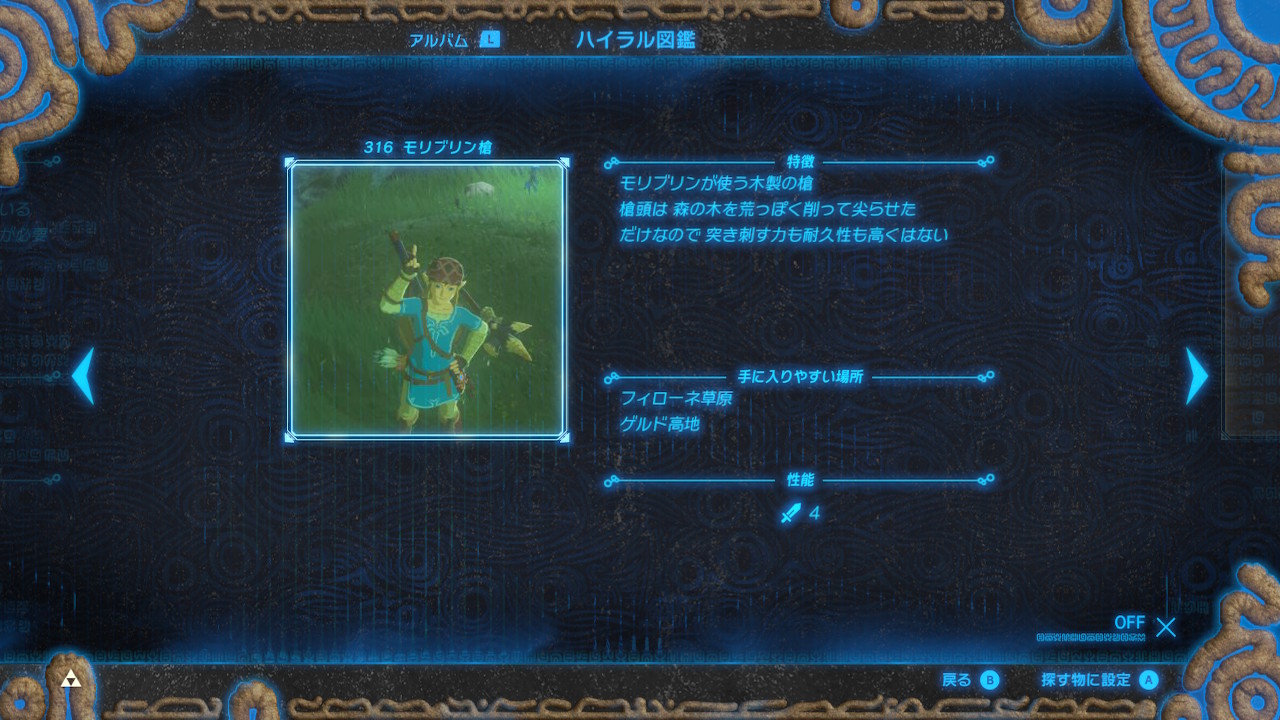 アルバム L
ハイラル図鑑
316 モリブリン槍
特徴
モリブリンが使う木製の槍
槍頭は 森の木を荒っぽく削って尖らせた
だけなので 突き刺す力も耐久性も高くはない
いる
が必要
手に入りやすい場所
フィローネ草原
ゲルド高地
性能
4
OFF
戻る B
探す物に設定 A